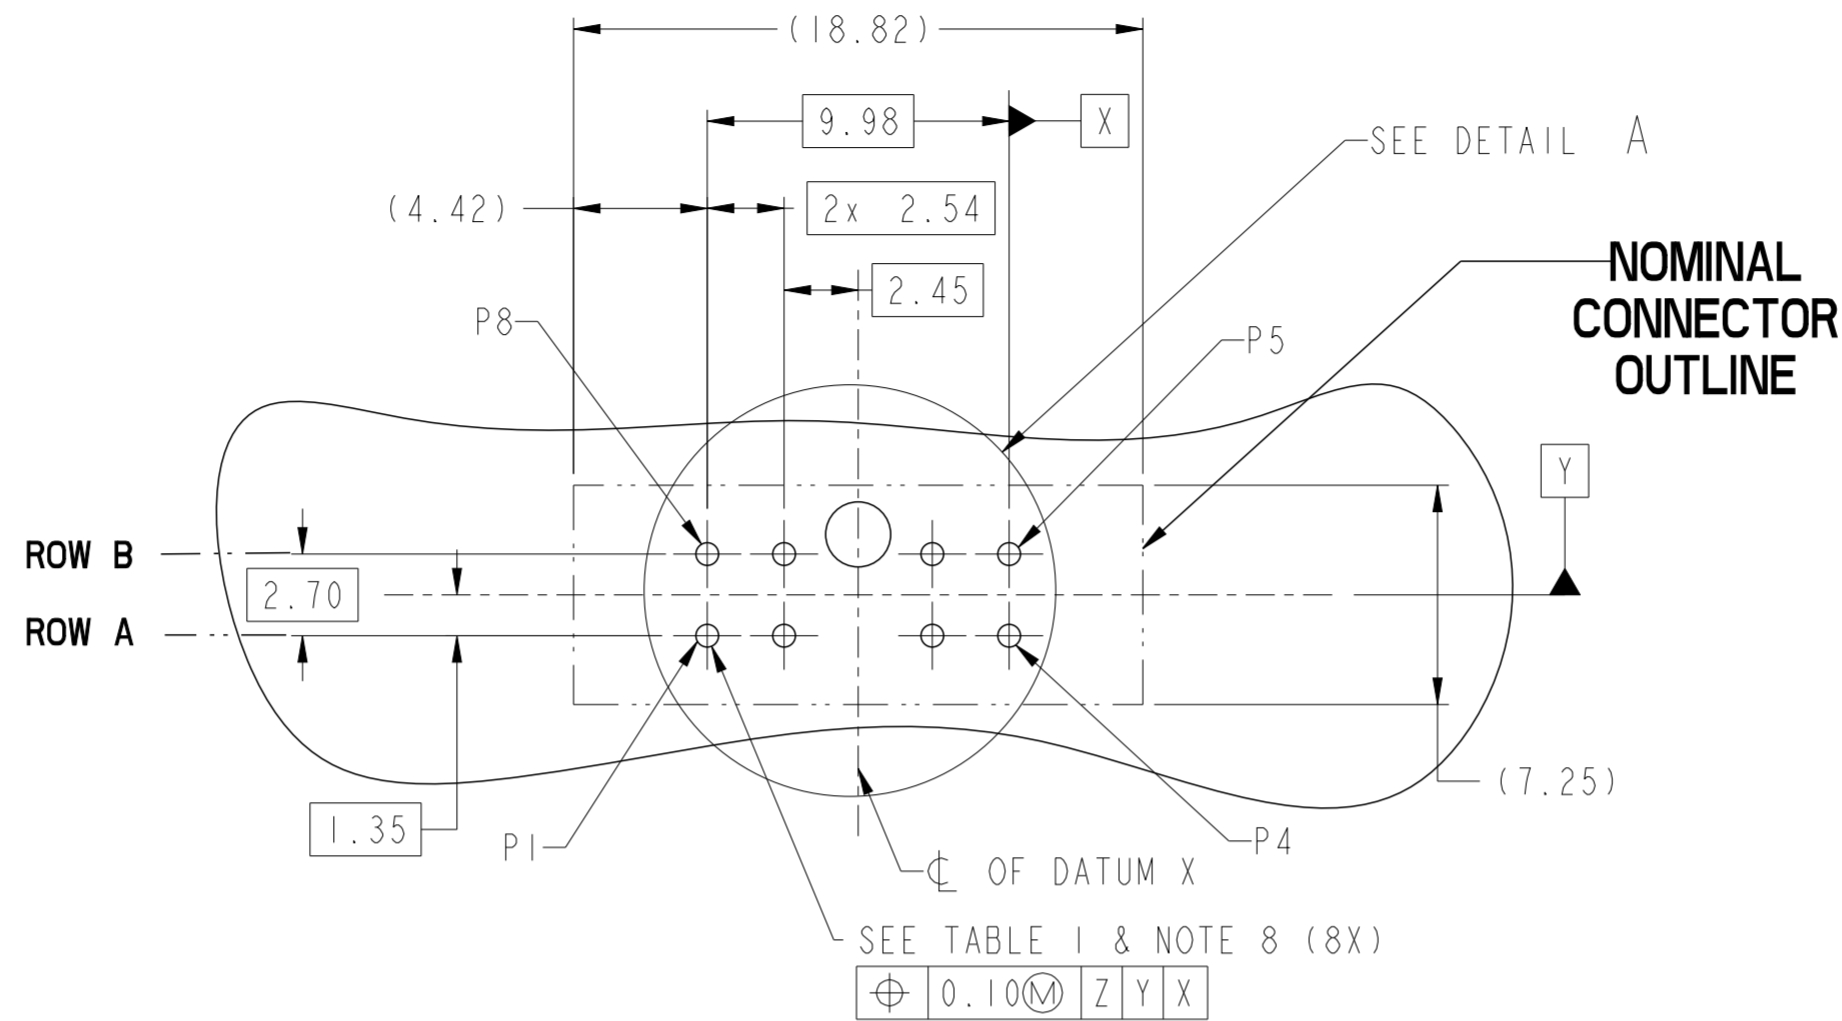 (18.82)
9.98
X
SEE DETAIL A
(4.42)
2x 2.54
NOMINAL
CONNECTOR
OUTLINE
2.45
P8
P5
Y
ROW B
2.70
ROW A
(7.25)
1.35
P1
P4
℄ OF DATUM X
SEE TABLE 1 & NOTE 8 (8X)
⌖ 0.10Ⓜ Z Y X